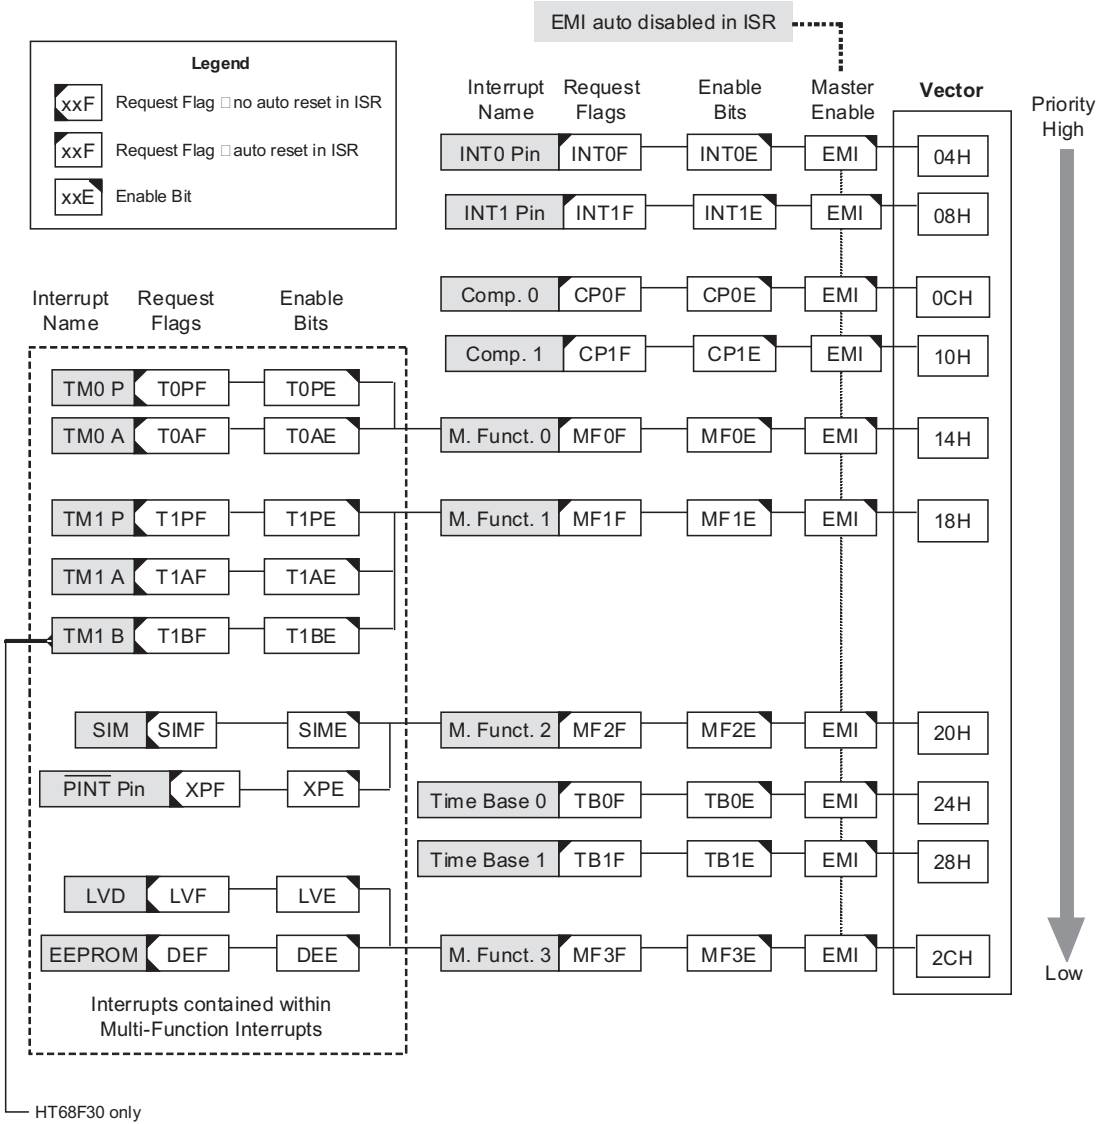 EMI auto disabled in ISR
Legend
xxF Request Flag □ no auto reset in ISR
xxF Request Flag □ auto reset in ISR
xxE Enable Bit
Interrupt Name Request Flags Enable Bits Master Enable Vector
Priority High
INT0 Pin INT0F INT0E EMI 04H
INT1 Pin INT1F INT1E EMI 08H
Comp. 0 CP0F CP0E EMI 0CH
Comp. 1 CP1F CP1E EMI 10H
Interrupt Name Request Flags Enable Bits
TM0 P T0PF T0PE
TM0 A T0AF T0AE M. Funct. 0 MF0F MF0E EMI 14H
TM1 P T1PF T1PE M. Funct. 1 MF1F MF1E EMI 18H
TM1 A T1AF T1AE
TM1 B T1BF T1BE
SIM SIMF SIME M. Funct. 2 MF2F MF2E EMI 20H
PINT Pin XPF XPE Time Base 0 TB0F TB0E EMI 24H
Time Base 1 TB1F TB1E EMI 28H
LVD LVF LVE
EEPROM DEF DEE M. Funct. 3 MF3F MF3E EMI 2CH
Low
Interrupts contained within
Multi-Function Interrupts
HT68F30 only